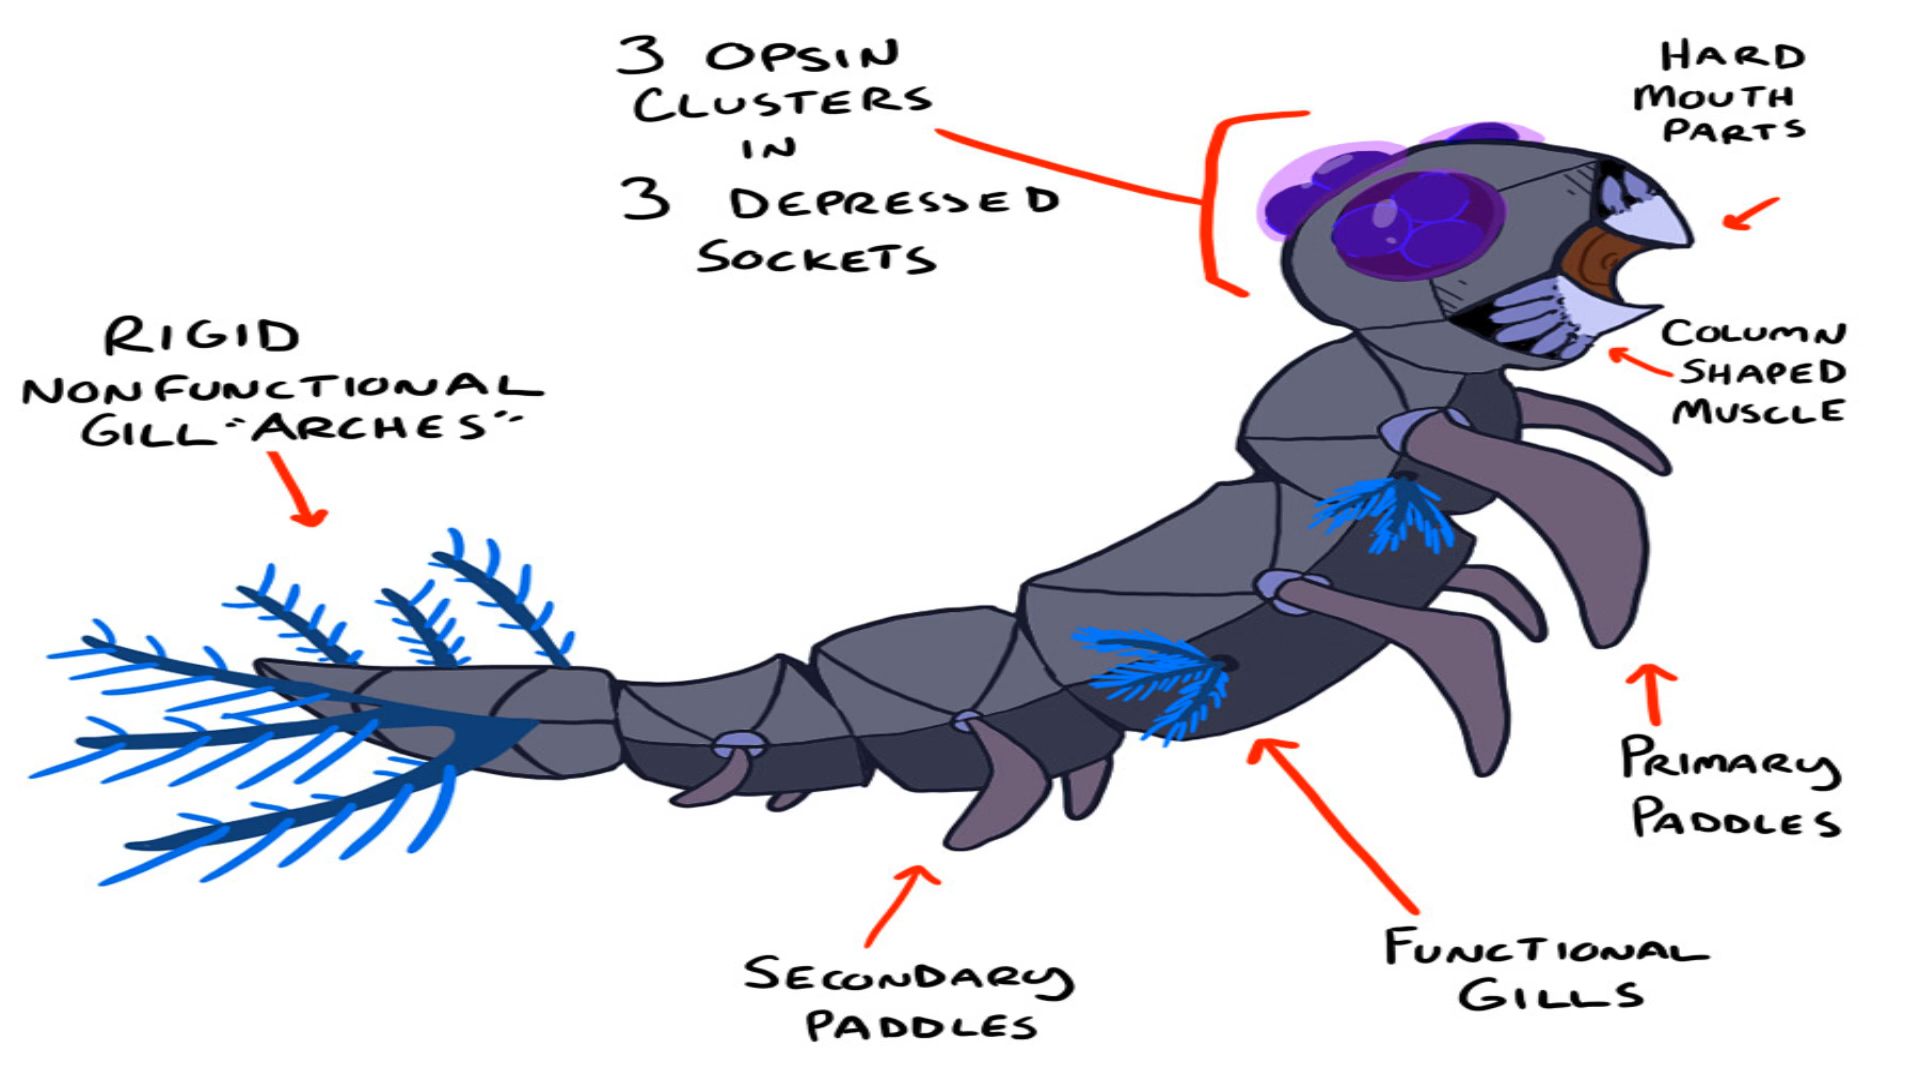 3 OPSIN
CLUSTERS
IN
3 DEPRESSED
SOCKETS
HARD
MOUTH
PARTS
COLUMN
SHAPED
MUSCLE
RIGID
NONFUNCTIONAL
GILL "ARCHES"
PRIMARY
PADDLES
FUNCTIONAL
GILLS
SECONDARY
PADDLES